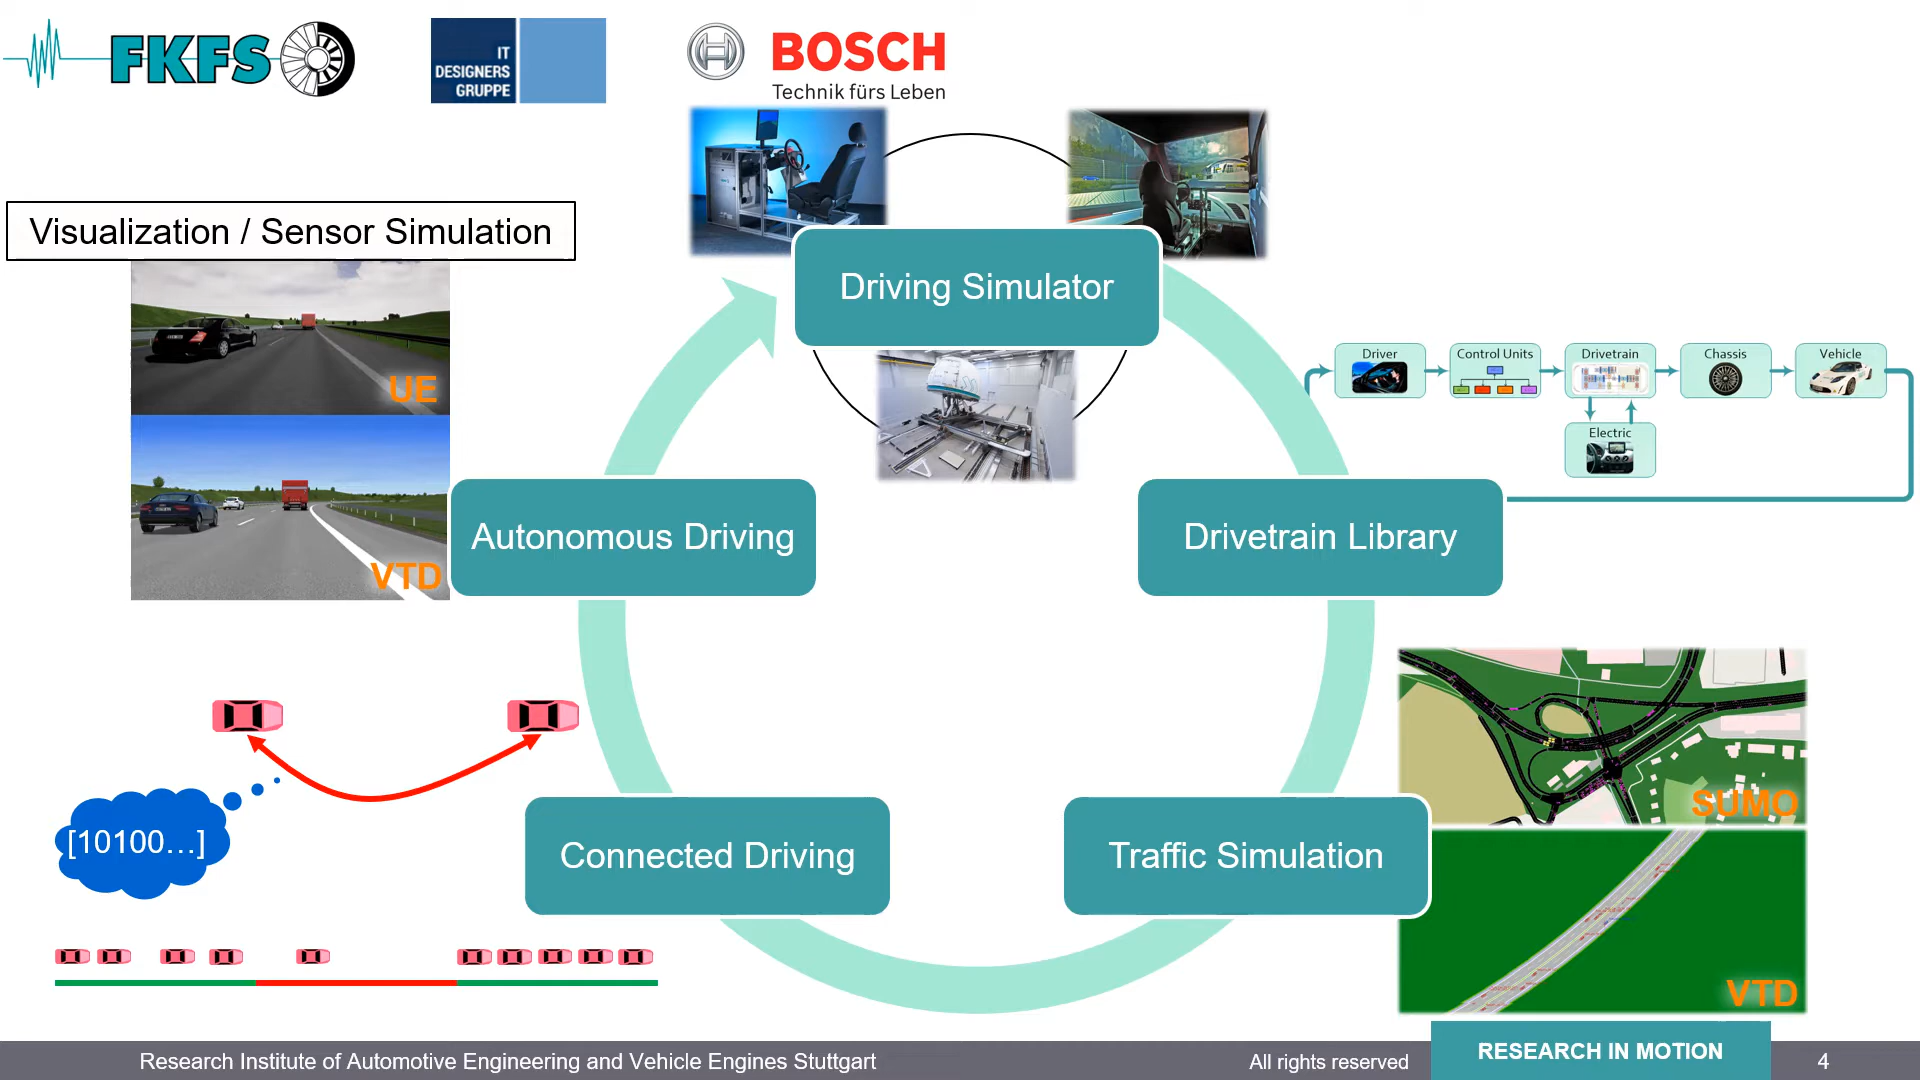 FKFS
IT
DESIGNERS
GRUPPE
BOSCH
Technik fürs Leben
Visualization / Sensor Simulation
UE
VTD
Driving Simulator
Driver
Control Units
Drivetrain
Chassis
Vehicle
Electric
Autonomous Driving
Drivetrain Library
SUMO
VTD
[10100…]
Connected Driving
Traffic Simulation
Research Institute of Automotive Engineering and Vehicle Engines Stuttgart
All rights reserved
RESEARCH IN MOTION
4